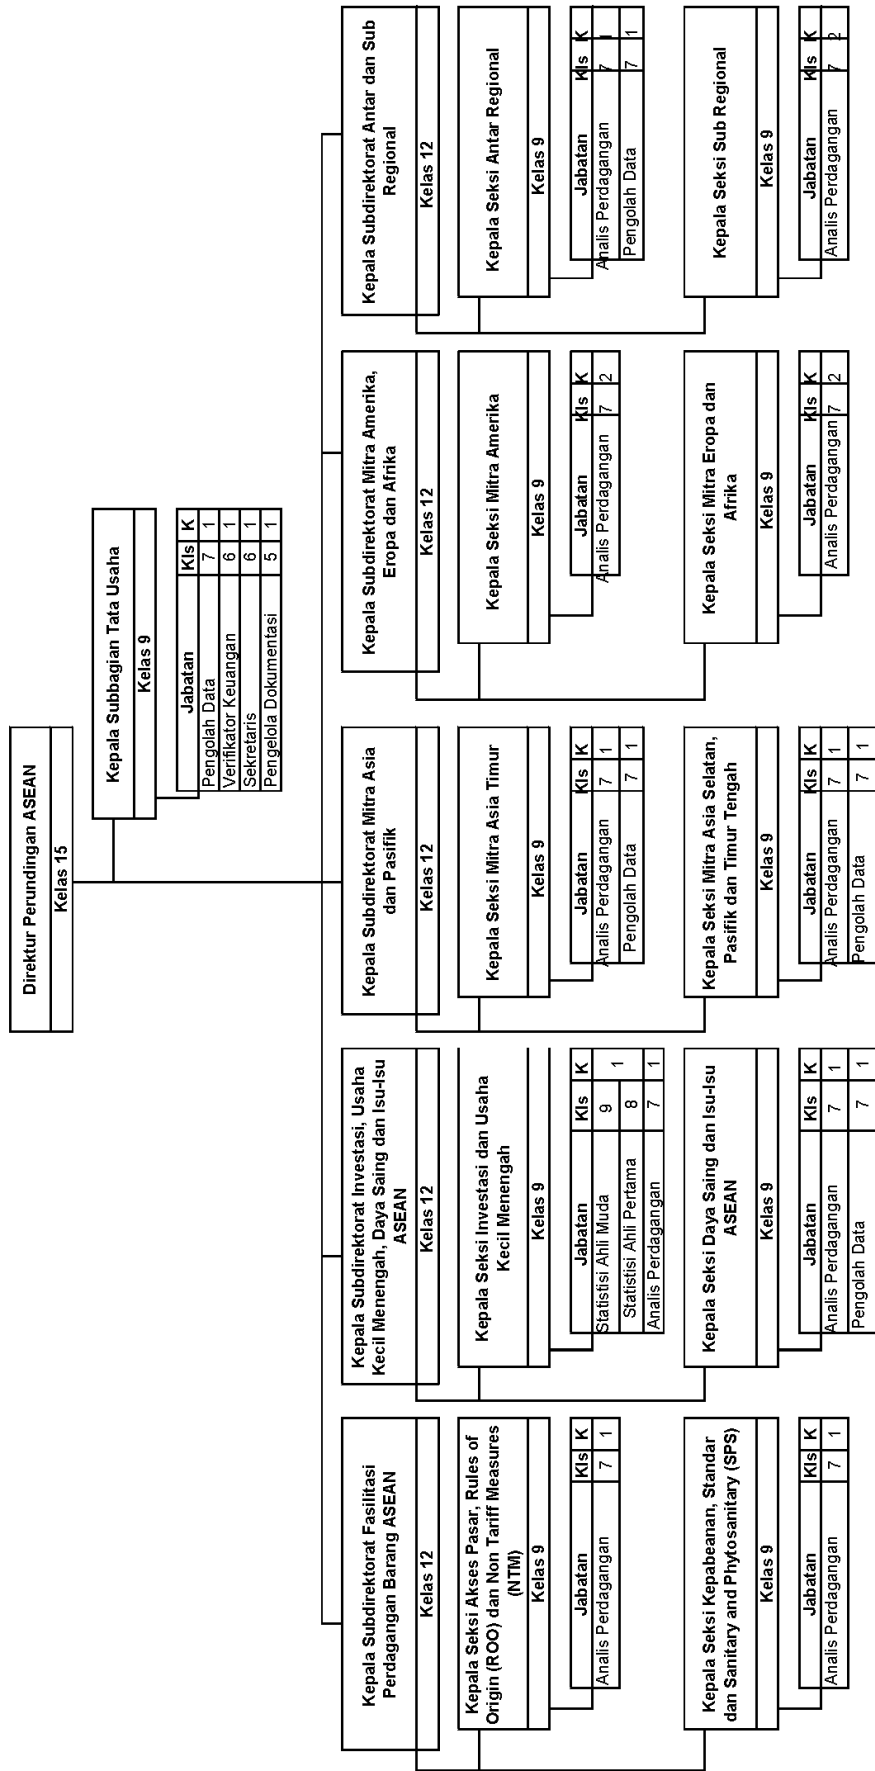 Direktur Perundingan ASEAN
Kelas 15
Kepala Subbagian Tata Usaha
Kelas 9
Jabatan Kls K
Pengolah Data 7 1
Verifikator Keuangan 6 1
Sekretaris 6 1
Pengelola Dokumentasi 5 1
Kepala Subdirektorat Fasilitasi
Perdagangan Barang ASEAN
Kelas 12
Kepala Seksi Akses Pasar, Rules of
Origin (ROO) dan Non Tariff Measures
(NTM)
Kelas 9
Jabatan Kls K
Analis Perdagangan 7 1
Kepala Seksi Kepabeanan, Standar
dan Sanitary and Phytosanitary (SPS)
Kelas 9
Jabatan Kls K
Analis Perdagangan 7 1
Kepala Subdirektorat Investasi, Usaha
Kecil Menengah, Daya Saing dan Isu-Isu
ASEAN
Kelas 12
Kepala Seksi Investasi dan Usaha
Kecil Menengah
Kelas 9
Jabatan Kls K
Statistisi Ahli Muda 9 1
Statistisi Ahli Pertama 8
Analis Perdagangan 7 1
Kepala Seksi Daya Saing dan Isu-Isu
ASEAN
Kelas 9
Jabatan Kls K
Analis Perdagangan 7 1
Pengolah Data 7 1
Kepala Subdirektorat Mitra Asia
dan Pasifik
Kelas 12
Kepala Seksi Mitra Asia Timur
Kelas 9
Jabatan Kls K
Analis Perdagangan 7 1
Pengolah Data 7 1
Kepala Seksi Mitra Asia Selatan,
Pasifik dan Timur Tengah
Kelas 9
Jabatan Kls K
Analis Perdagangan 7 1
Pengolah Data 7 1
Kepala Subdirektorat Mitra Amerika,
Eropa dan Afrika
Kelas 12
Kepala Seksi Mitra Amerika
Kelas 9
Jabatan Kls K
Analis Perdagangan 7 2
Kepala Seksi Mitra Eropa dan
Afrika
Kelas 9
Jabatan Kls K
Analis Perdagangan 7 2
Kepala Subdirektorat Antar dan Sub
Regional
Kelas 12
Kepala Seksi Antar Regional
Kelas 9
Jabatan Kls K
Analis Perdagangan 7 1
Pengolah Data 7 1
Kepala Seksi Sub Regional
Kelas 9
Jabatan Kls K
Analis Perdagangan 7 2